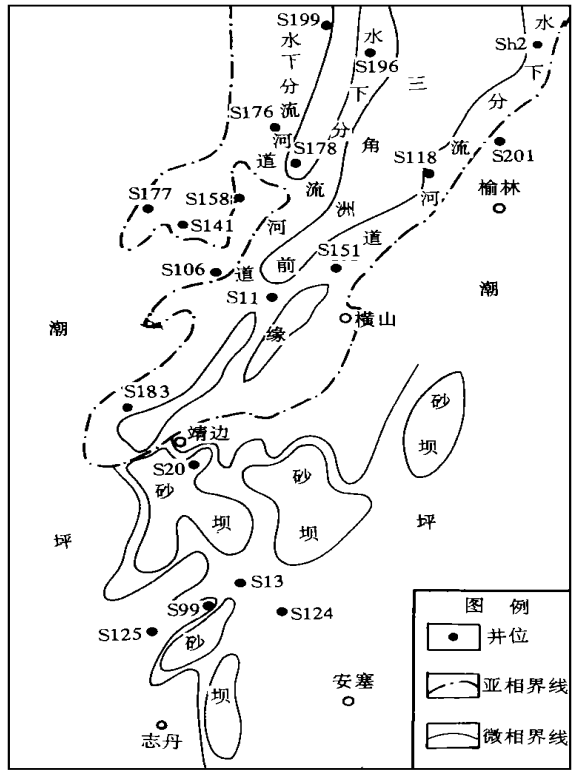 S199
水下分流河道
S196
水下分流河道
三角洲前缘
Sh2
水下分流河道
S176
S178
S118
S201
榆林
S177
S158
S141
S106
S151
S11
潮
潮
横山
S183
靖边
S20
砂坝
砂坝
砂坝
坪
坪
S13
S99
S124
S125
砂坝
安塞
志丹
图 例
井位
亚相界线
微相界线